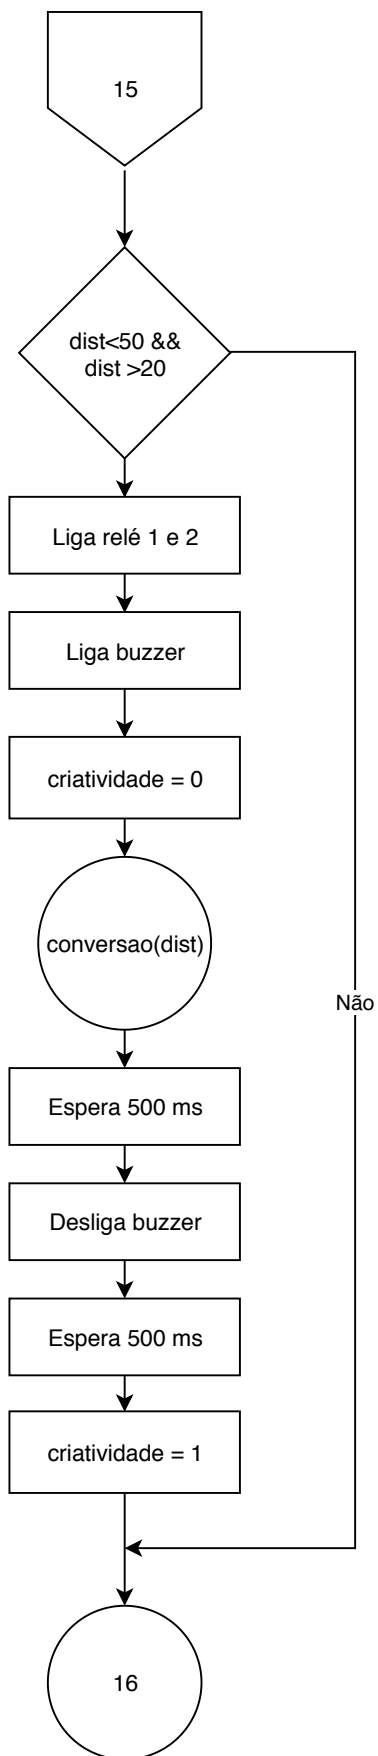 15
dist<50 &&
dist >20
Liga relé 1 e 2
Liga buzzer
criatividade = 0
conversao(dist)
Não
Espera 500 ms
Desliga buzzer
Espera 500 ms
criatividade = 1
16